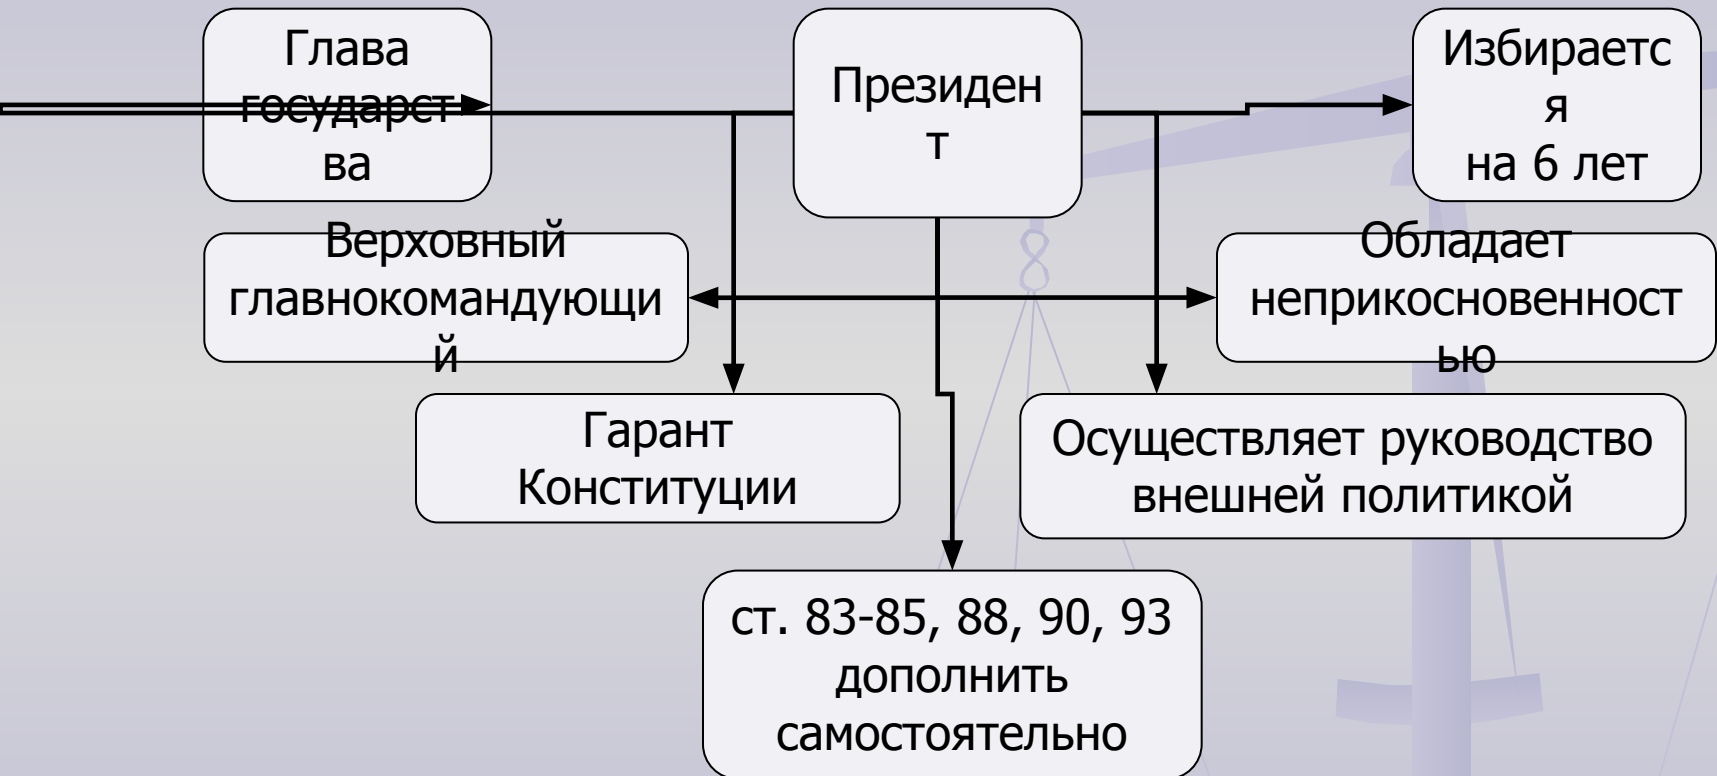 Глава
государст
ва
Президен
т
Избираетс
я
на 6 лет
Верховный
главнокомандующи
й
Обладает
неприкосновенност
ью
Гарант
Конституции
Осуществляет руководство
внешней политикой
ст. 83-85, 88, 90, 93
дополнить
самостоятельно